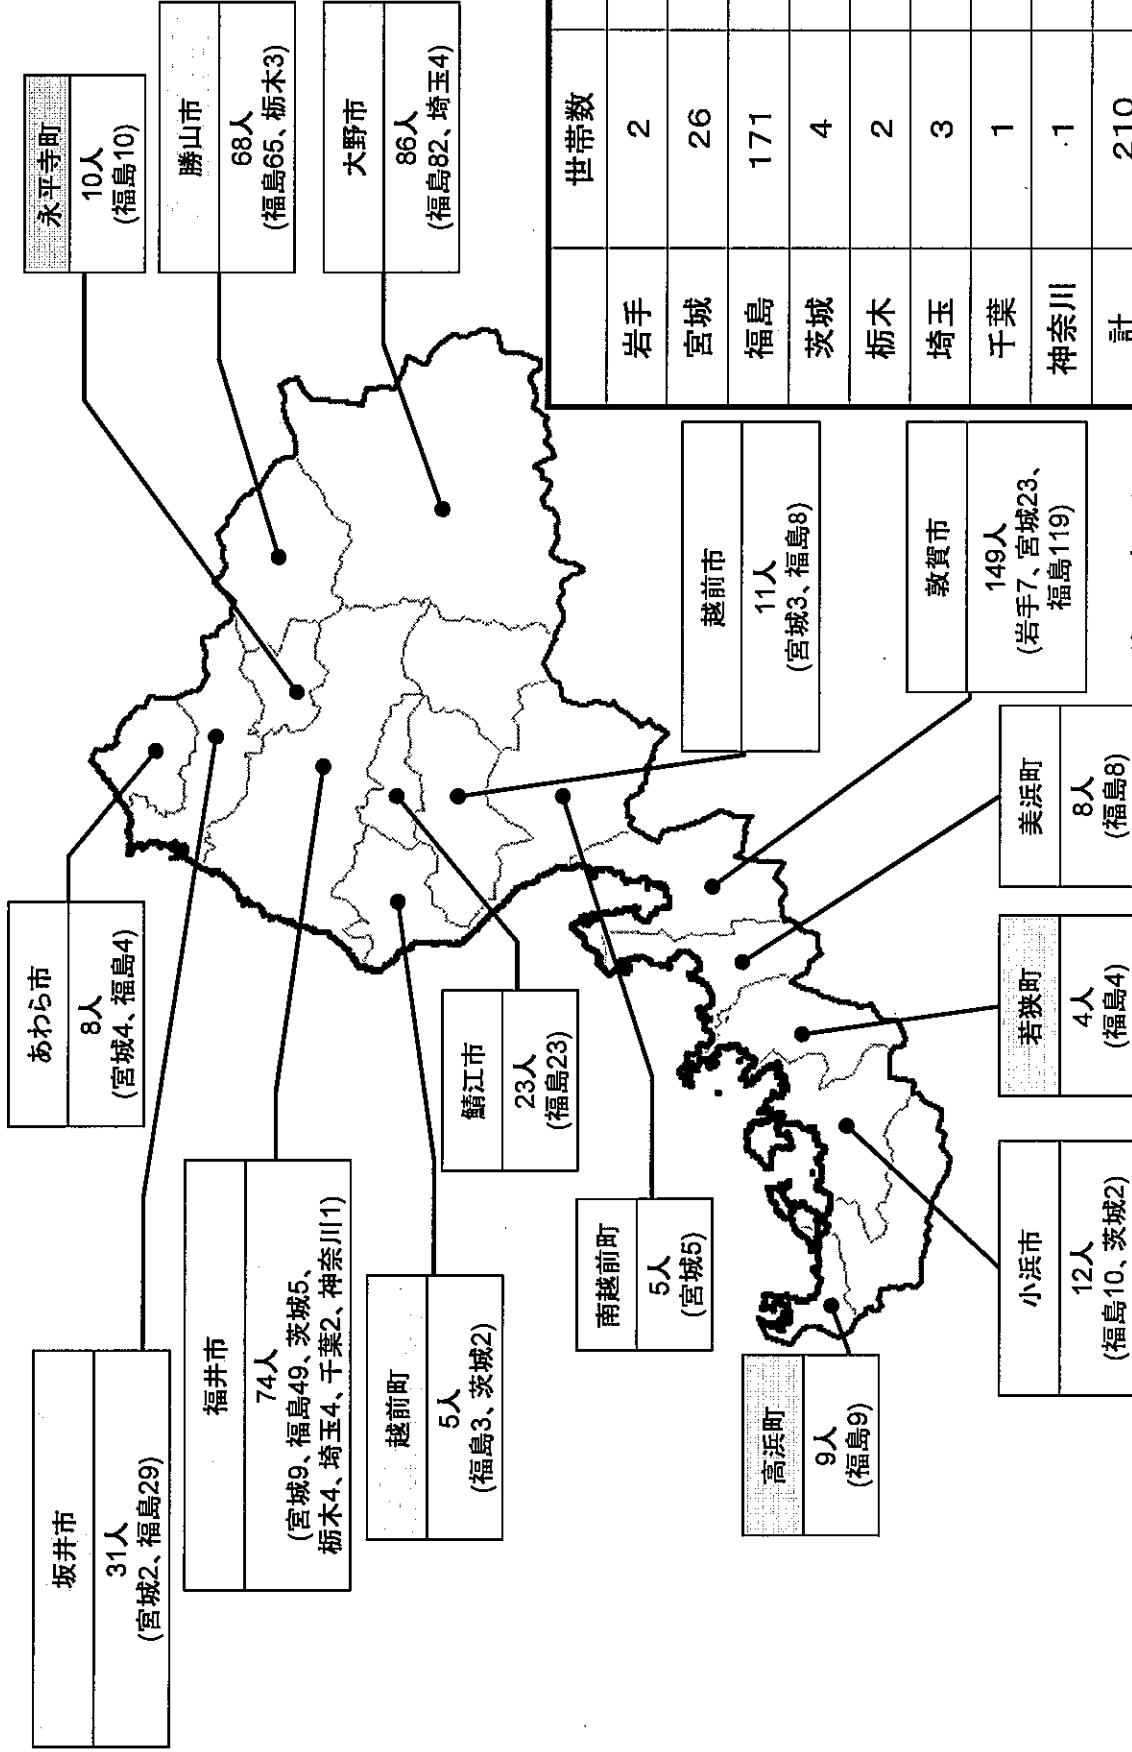 あわら市
8人
(宮城4、福島4)
坂井市
31人
(宮城2、福島29)
福井市
74人
(宮城9、福島49、茨城5、
栃木4、埼玉4、千葉2、神奈川1)
越前町
5人
(福島3、茨城2)
鯖江市
23人
(福島23)
南越前町
5人
(宮城5)
高浜町
9人
(福島9)
小浜市
12人
(福島10、茨城2)
若狭町
4人
(福島4)
美浜町
8人
(福島8)
敦賀市
149人
(岩手7、宮城23、
福島119)
越前市
11人
(宮城3、福島8)
永平寺町
10人
(福島10)
勝山市
68人
(福島65、栃木3)
大野市
86人
(福島82、埼玉4)
世帯数
岩手 2
宮城 26
福島 171
茨城 4
栃木 2
埼玉 3
千葉 1
神奈川 1
計 210